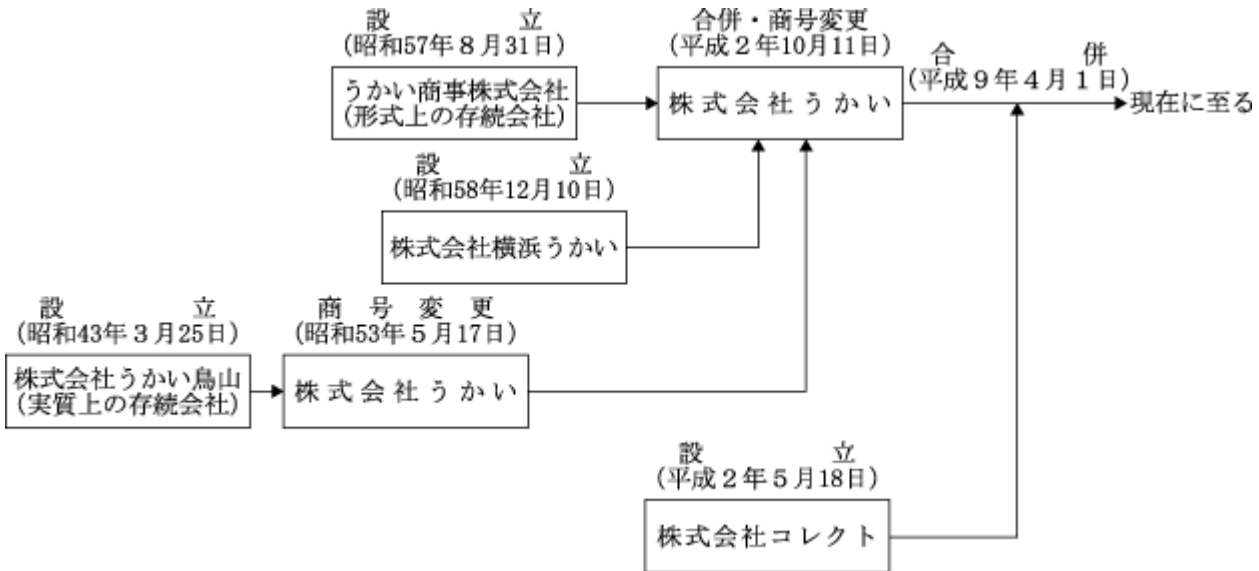 設立
(昭和57年８月31日)
うかい商事株式会社
(形式上の存続会社)
合併・商号変更
(平成２年10月11日)
株式会社うかい
合併
(平成９年４月１日)
現在に至る
設立
(昭和58年12月10日)
株式会社横浜うかい
設立
(昭和43年３月25日)
株式会社うかい鳥山
(実質上の存続会社)
商号変更
(昭和53年５月17日)
株式会社うかい
設立
(平成２年５月18日)
株式会社コレクト